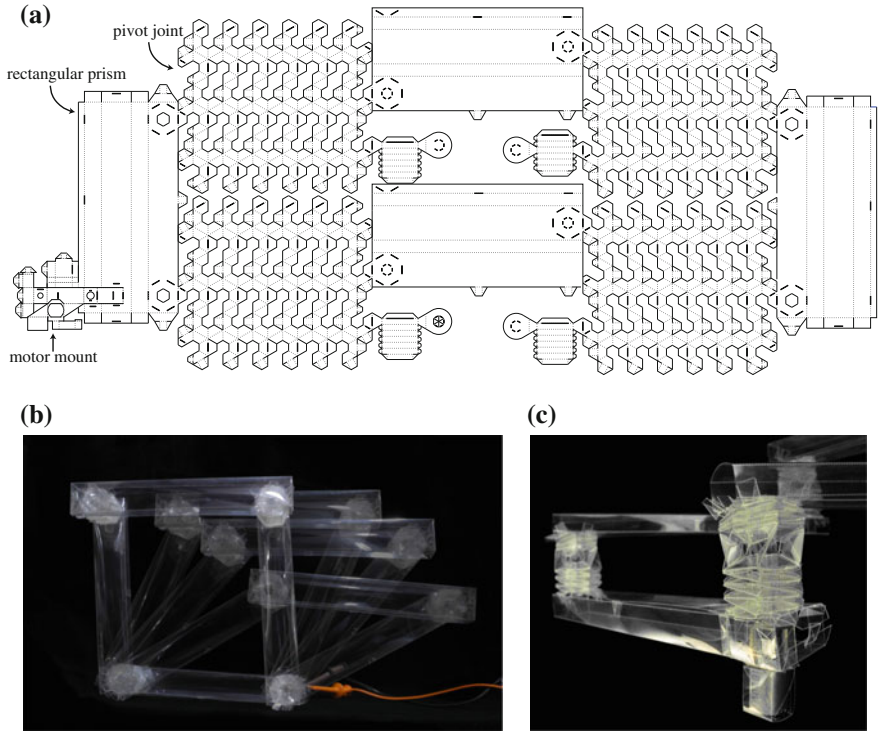 (a)
pivot joint
rectangular prism
motor mount
(b)
(c)